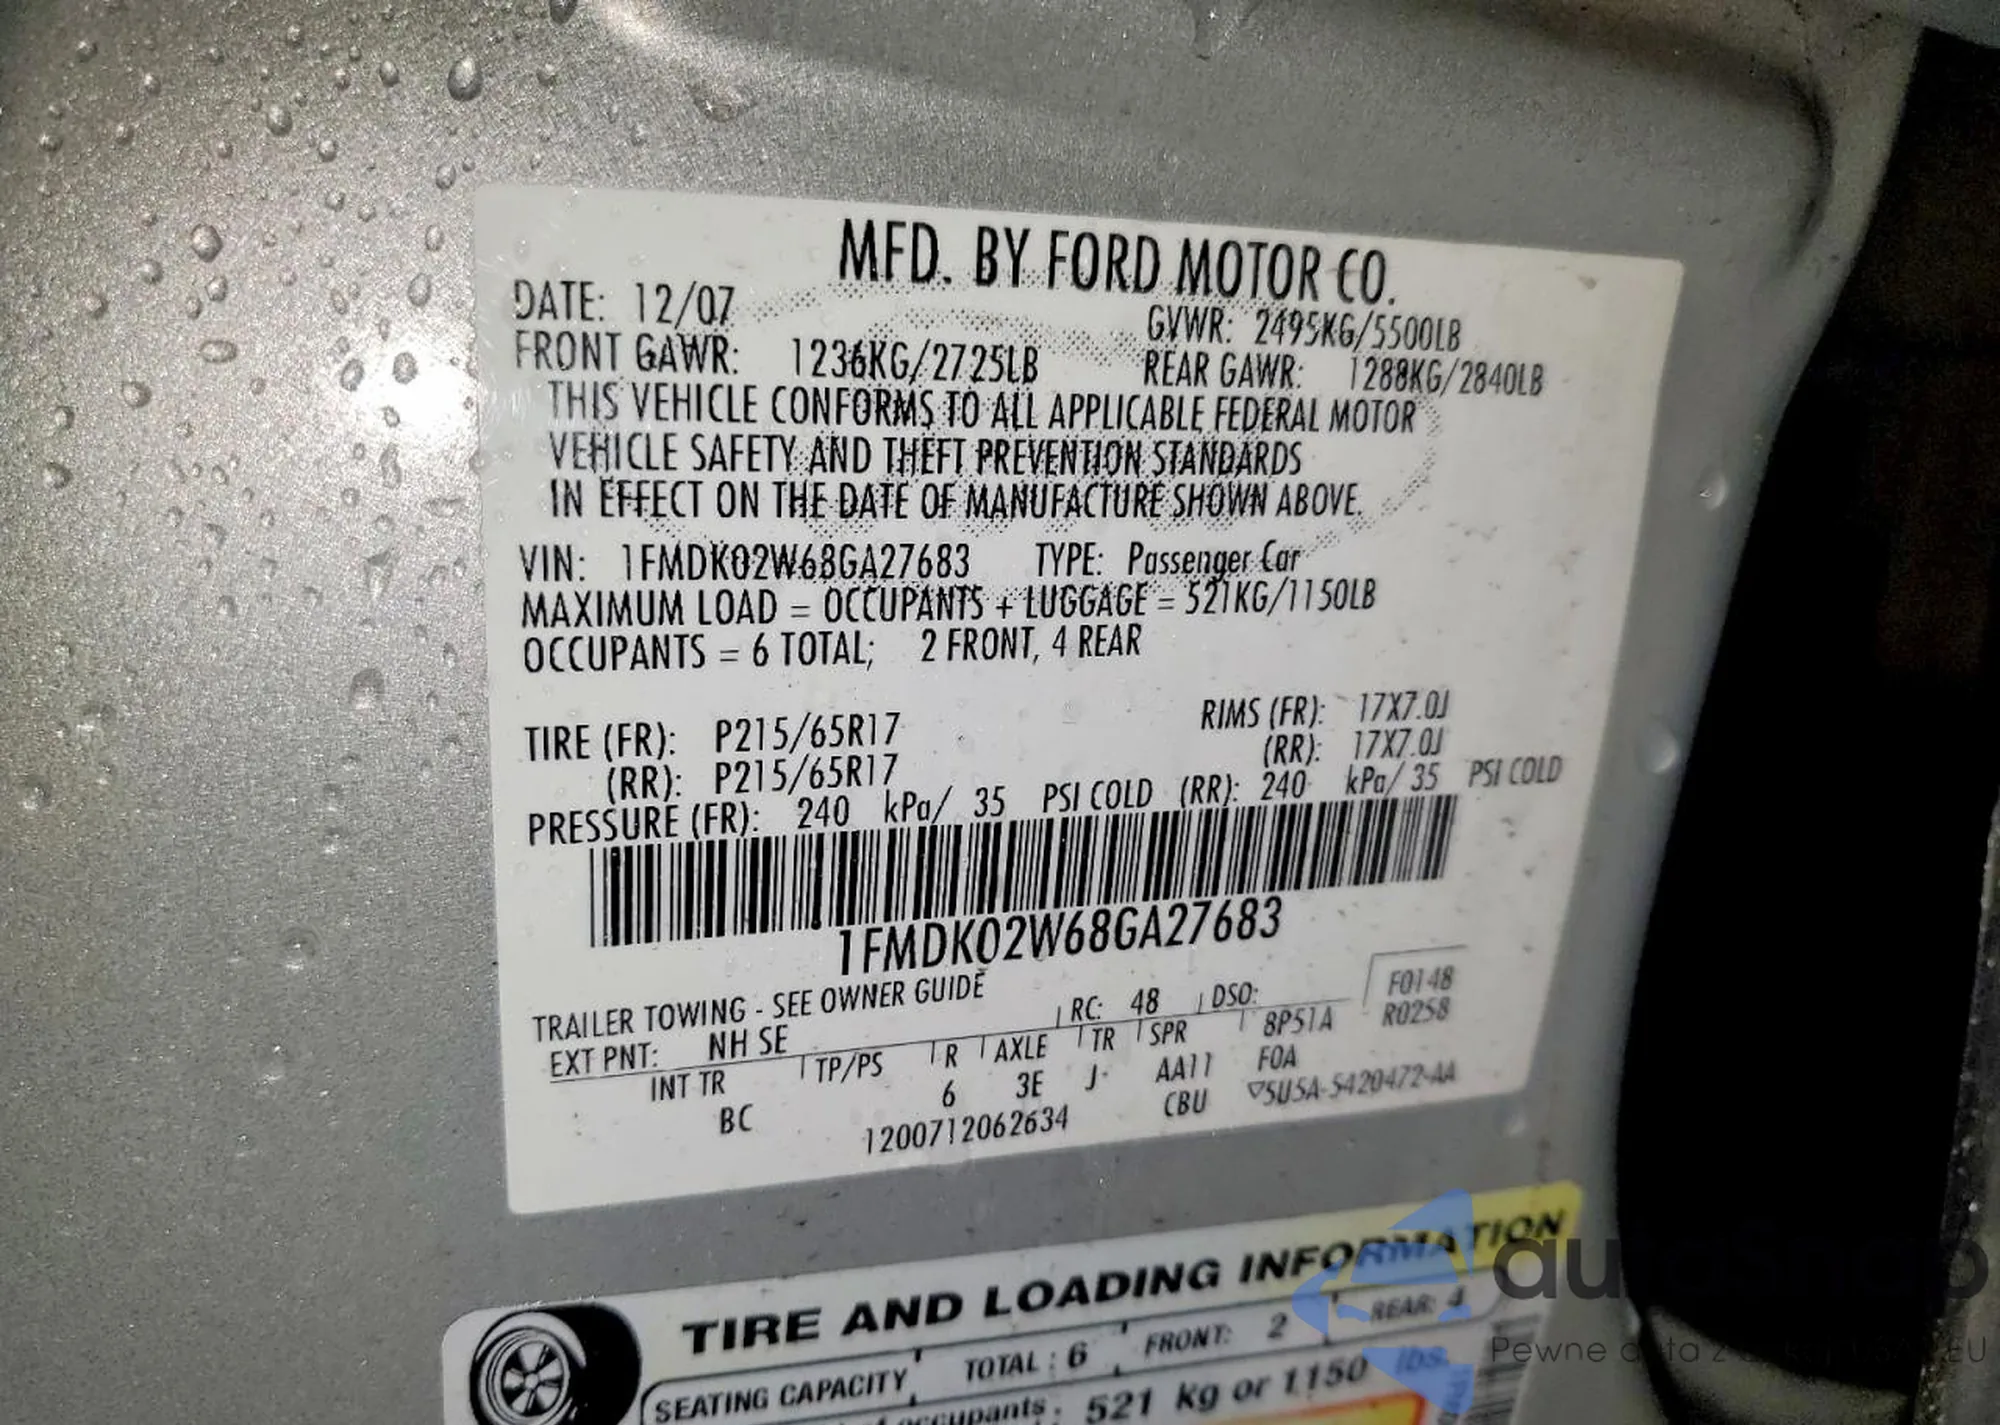 MFD. BY FORD MOTOR CO.
DATE: 12/07
GVWR: 2495KG/5500LB
FRONT GAWR: 1236KG/2725LB REAR GAWR: 1288KG/2840LB
THIS VEHICLE CONFORMS TO ALL APPLICABLE FEDERAL MOTOR
VEHICLE SAFETY AND THEFT PREVENTION STANDARDS
IN EFFECT ON THE DATE OF MANUFACTURE SHOWN ABOVE.
VIN: 1FMDK02W68GA27683 TYPE: Passenger Car
MAXIMUM LOAD = OCCUPANTS + LUGGAGE = 521KG/1150LB
OCCUPANTS = 6 TOTAL; 2 FRONT, 4 REAR
TIRE (FR): P215/65R17 RIMS (FR): 17X7.0J
(RR): P215/65R17 (RR): 17X7.0J
PRESSURE (FR): 240 kPa/ 35 PSI COLD (RR): 240 kPa/ 35 PSI COLD
1FMDK02W68GA27683
TRAILER TOWING - SEE OWNER GUIDE
EXT PNT: NH SE RC: 48 DSO: F0148
INT TR TP/PS R AXLE TR SPR 8P51A R0258
BC 6 3E J AA11 F0A
1200712062634 CBU 5U5A-5420472-AA
TIRE AND LOADING INFORMATION
SEATING CAPACITY TOTAL : 6 FRONT: 2 REAR: 4
occupants 521 kg or 1150 lbs.
autosnap
Pewne EU